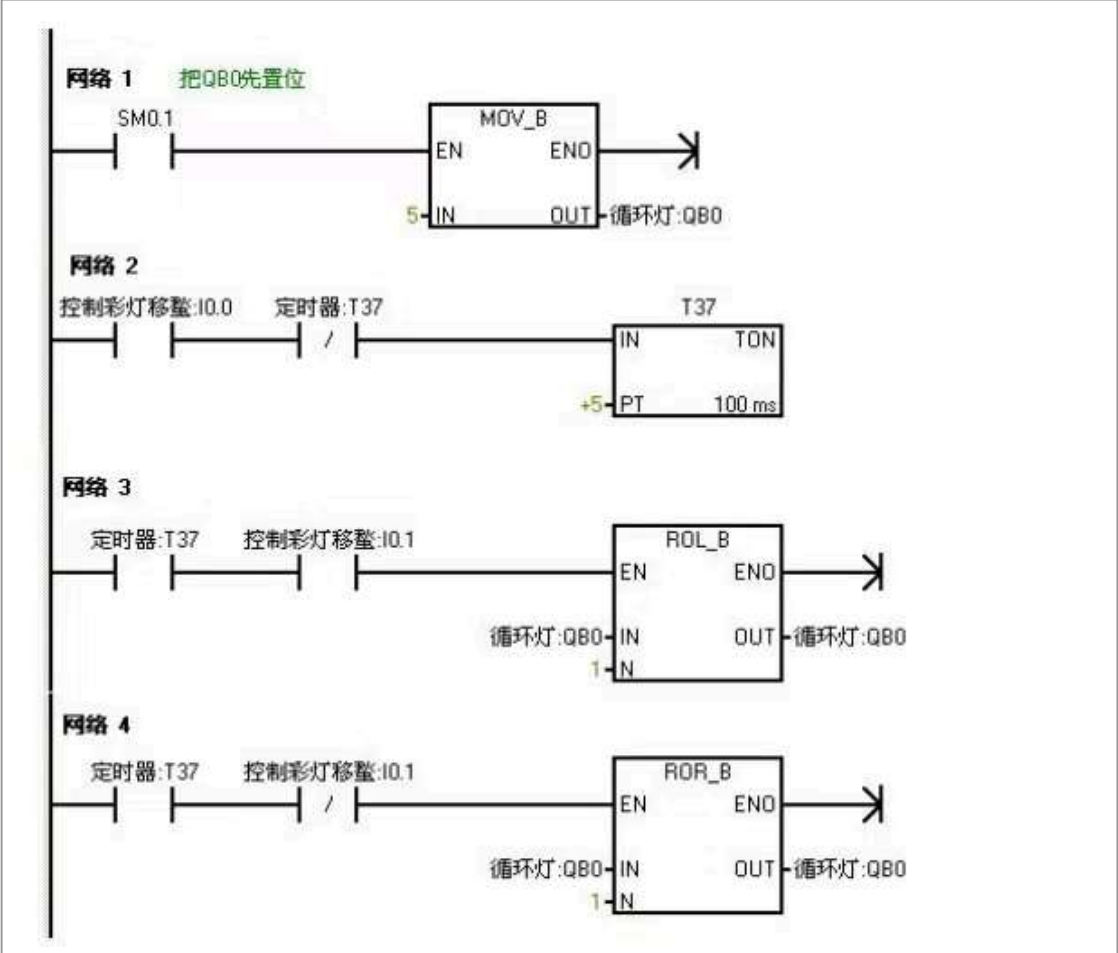 网络 1 把QB0先置位
SM0.1
MOV_B
EN ENO
5 IN OUT 循环灯:QB0
网络 2
控制彩灯移蝥:I0.0 定时器:T37 T37
/ IN TON
+5 PT 100 ms
网络 3
定时器:T37 控制彩灯移蝥:I0.1 ROL_B
EN ENO
循环灯:QB0 IN OUT 循环灯:QB0
1 N
网络 4
定时器:T37 控制彩灯移蝥:I0.1 ROR_B
/ EN ENO
循环灯:QB0 IN OUT 循环灯:QB0
1 N